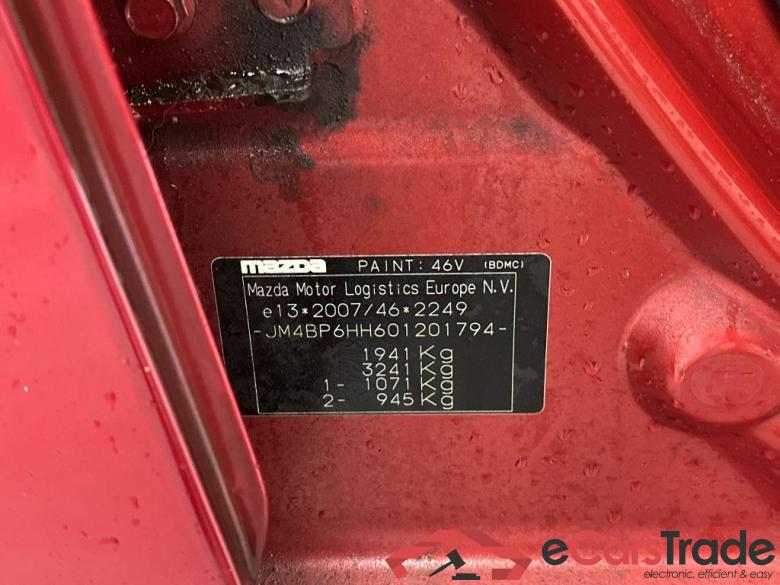 mazda PAINT: 46V (BDMC)
Mazda Motor Logistics Europe N.V.
e13*2007/46*2249
-JM4BP6HH601201794-
1941 Kg
3241 Kg
1- 1071 Kg
2- 945 Kg
eCarsTrade
electronic, efficient & easy